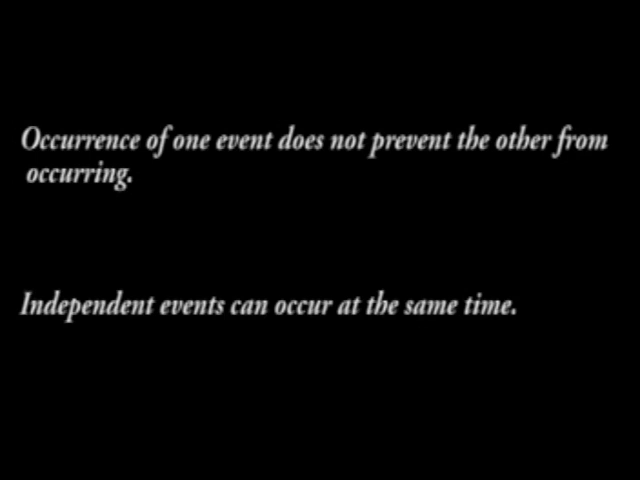 Occurrence of one event does not prevent the other from
occurring.
Independent events can occur at the same time.